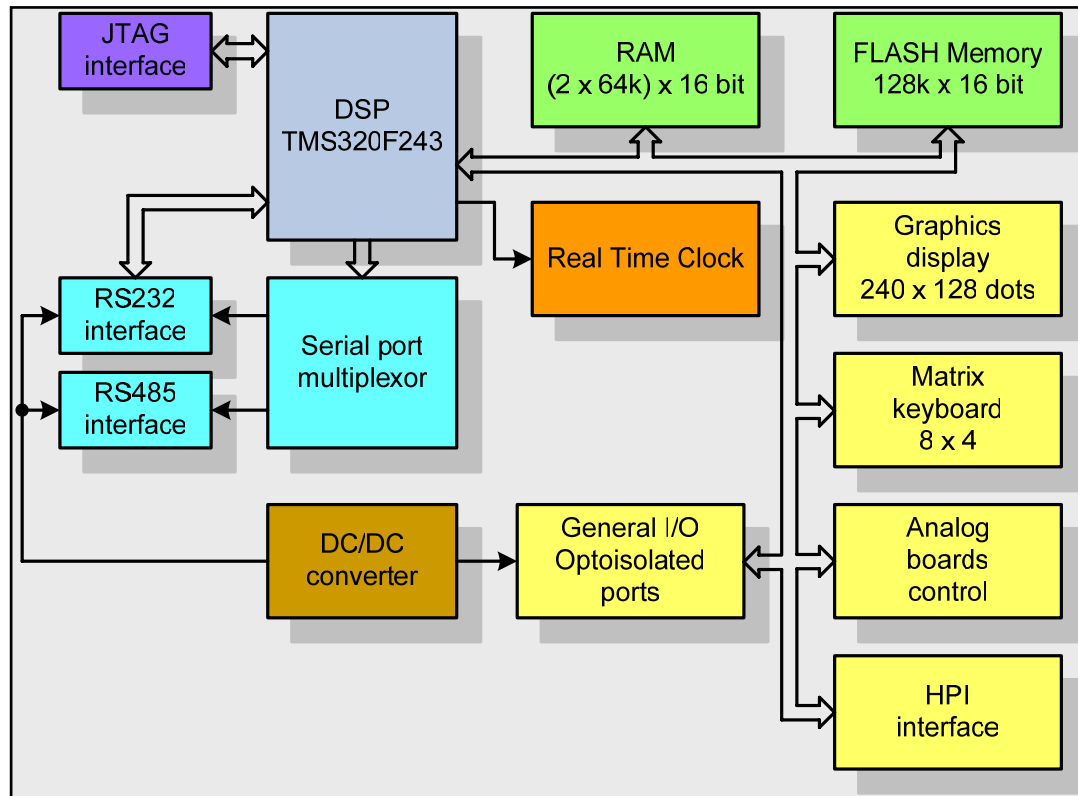 JTAG
interface
DSP
TMS320F243
RAM
(2 x 64k) x 16 bit
FLASH Memory
128k x 16 bit
Real Time Clock
Graphics
display
240 x 128 dots
RS232
interface
Serial port
multiplexor
RS485
interface
Matrix
keyboard
8 x 4
DC/DC
converter
General I/O
Optoisolated
ports
Analog
boards
control
HPI
interface